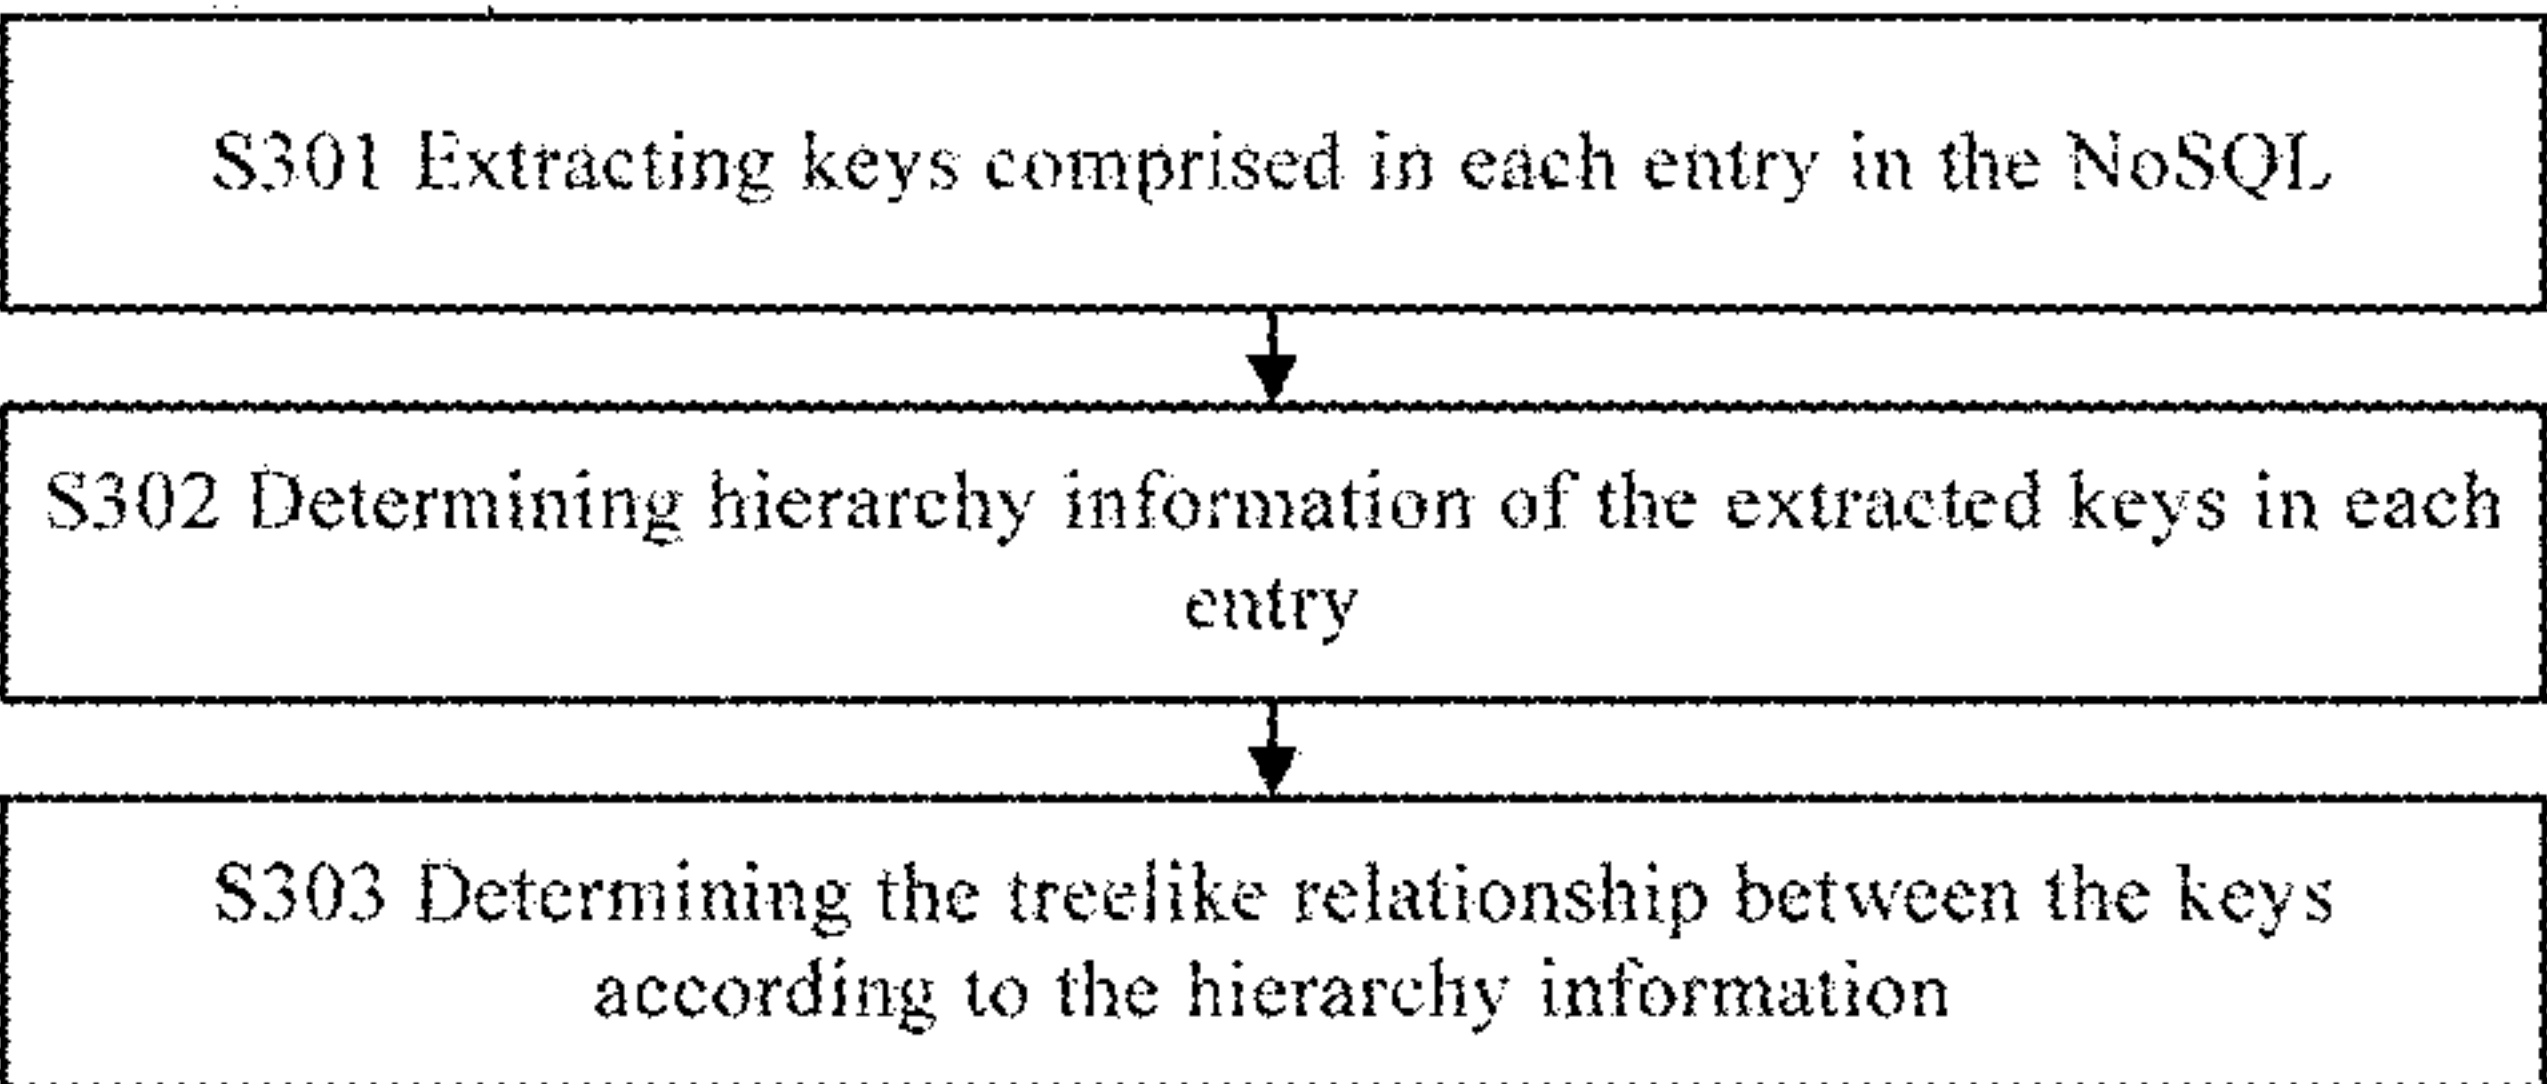 S301 Extracting keys comprised in each entry in the NoSQL
S302 Determining hierarchy information of the extracted keys in each
entry
S303 Determining the treelike relationship between the keys
according to the hierarchy information